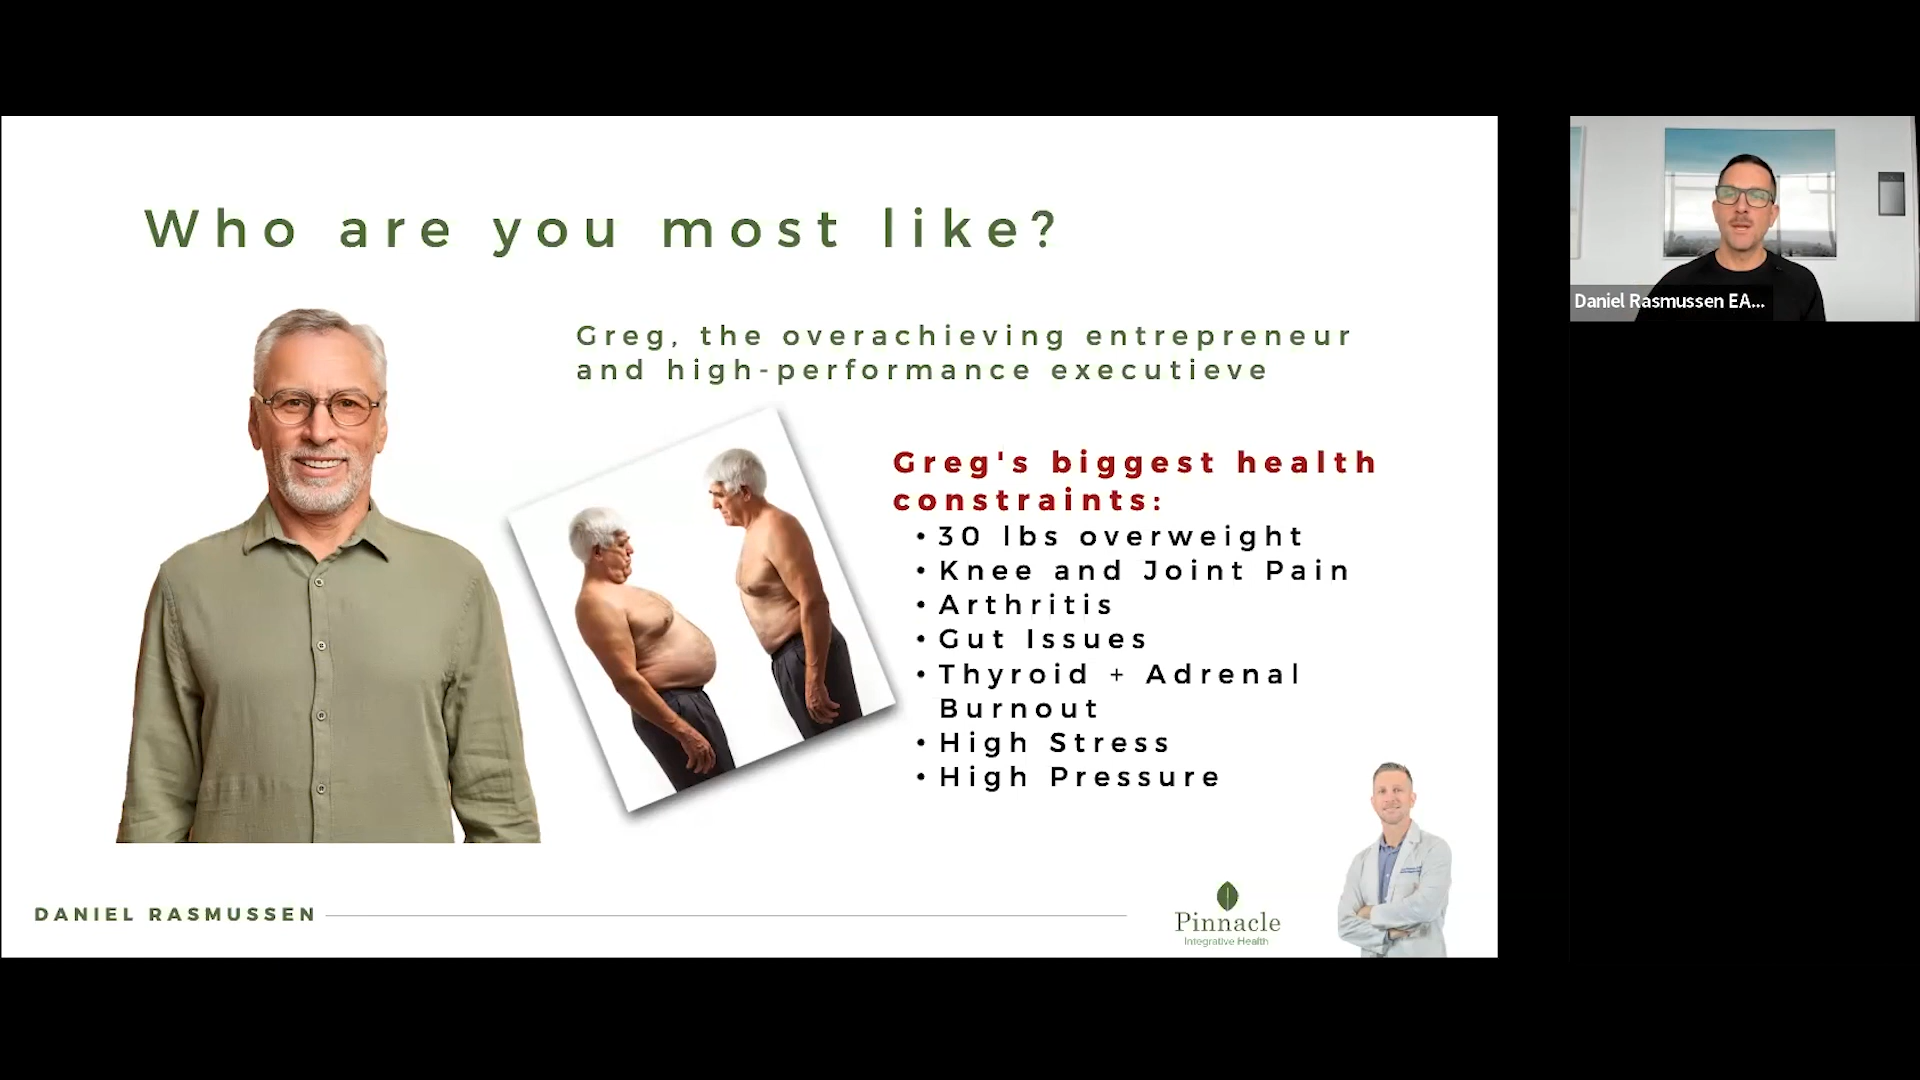 Who are you most like?
Greg, the overachieving entrepreneur
and high-performance executieve
Greg's biggest health
constraints:
• 30 lbs overweight
• Knee and Joint Pain
• Arthritis
• Gut Issues
• Thyroid + Adrenal
Burnout
• High Stress
• High Pressure
DANIEL RASMUSSEN
Pinnacle
Integrative Health
Daniel Rasmussen EA...